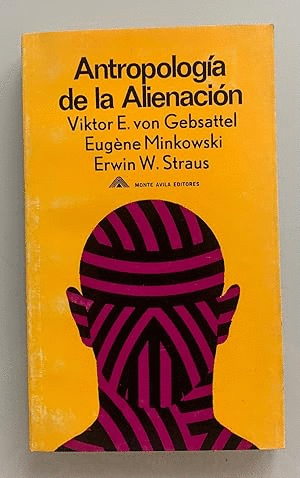 Antropología
de la Alienación
Viktor E. von Gebsattel
Eugène Minkowski
Erwin W. Straus
MONTE AVILA EDITORES